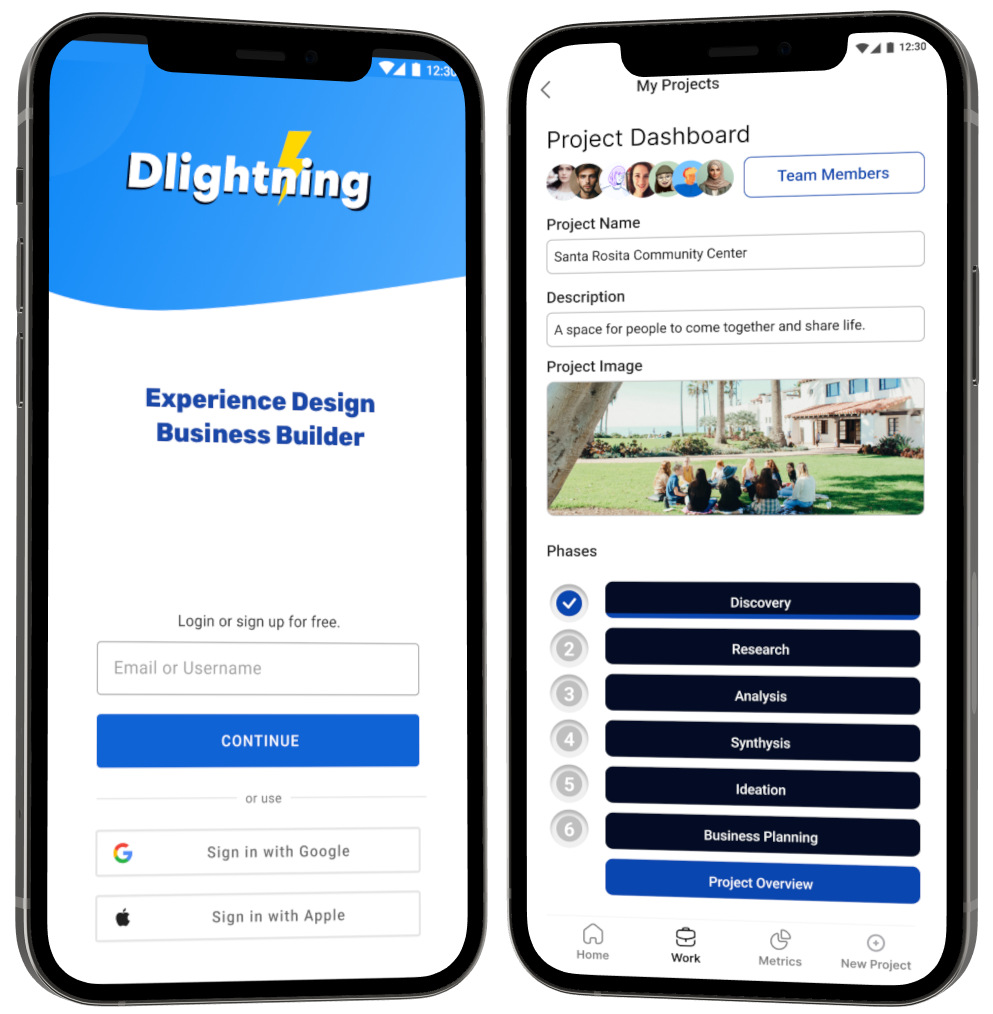 12:30
Dlightning
Experience Design
Business Builder
Login or sign up for free.
Email or Username
CONTINUE
or use
Sign in with Google
Sign in with Apple
12:30
My Projects
Project Dashboard
Team Members
Project Name
Santa Rosita Community Center
Description
A space for people to come together and share life.
Project Image
Phases
Discovery
2
Research
3
Analysis
4
Synthysis
5
Ideation
6
Business Planning
Project Overview
Home
Work
Metrics
New Project